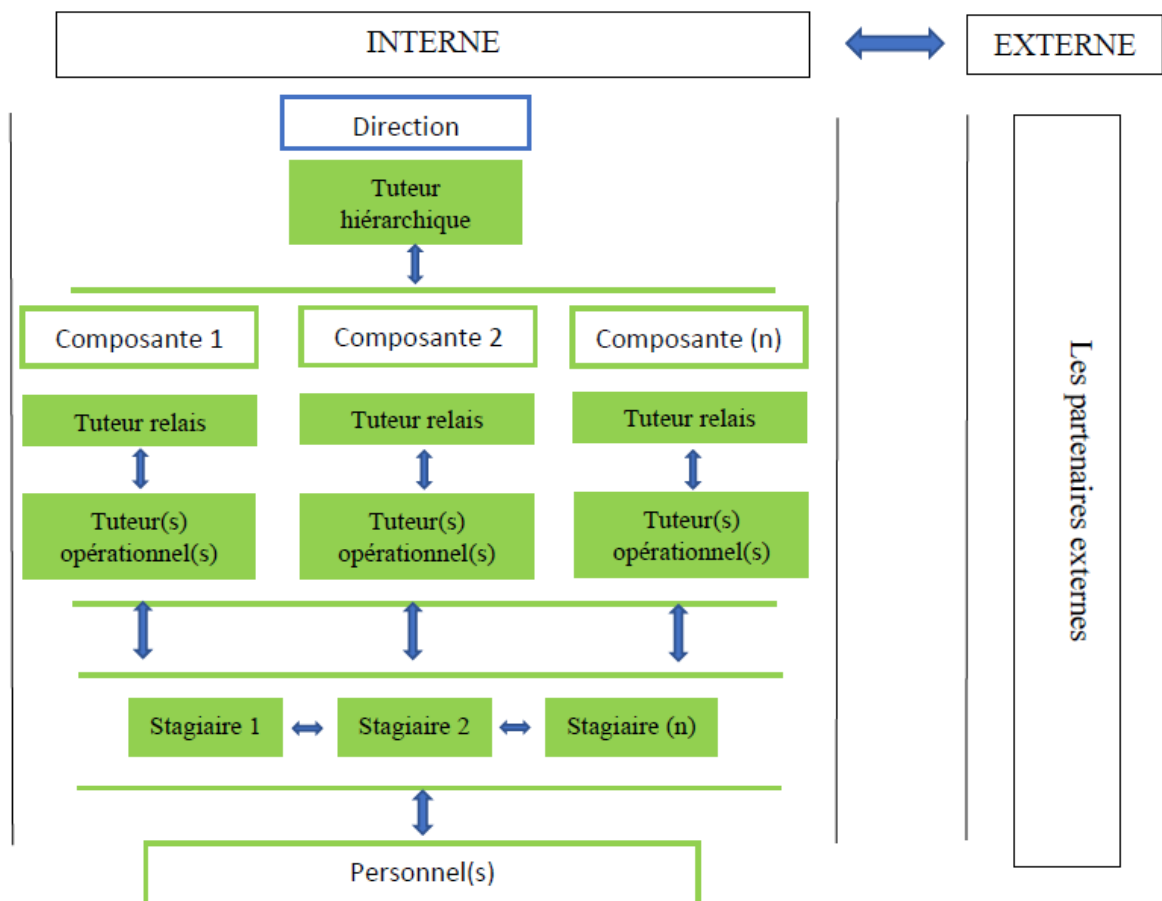 INTERNE
EXTERNE
Direction
Tuteur
hiérarchique
Composante 1
Composante 2
Composante (n)
Tuteur relais
Tuteur relais
Tuteur relais
Tuteur(s)
opérationnel(s)
Tuteur(s)
opérationnel(s)
Tuteur(s)
opérationnel(s)
Stagiaire 1
Stagiaire 2
Stagiaire (n)
Personnel(s)
Les partenaires externes